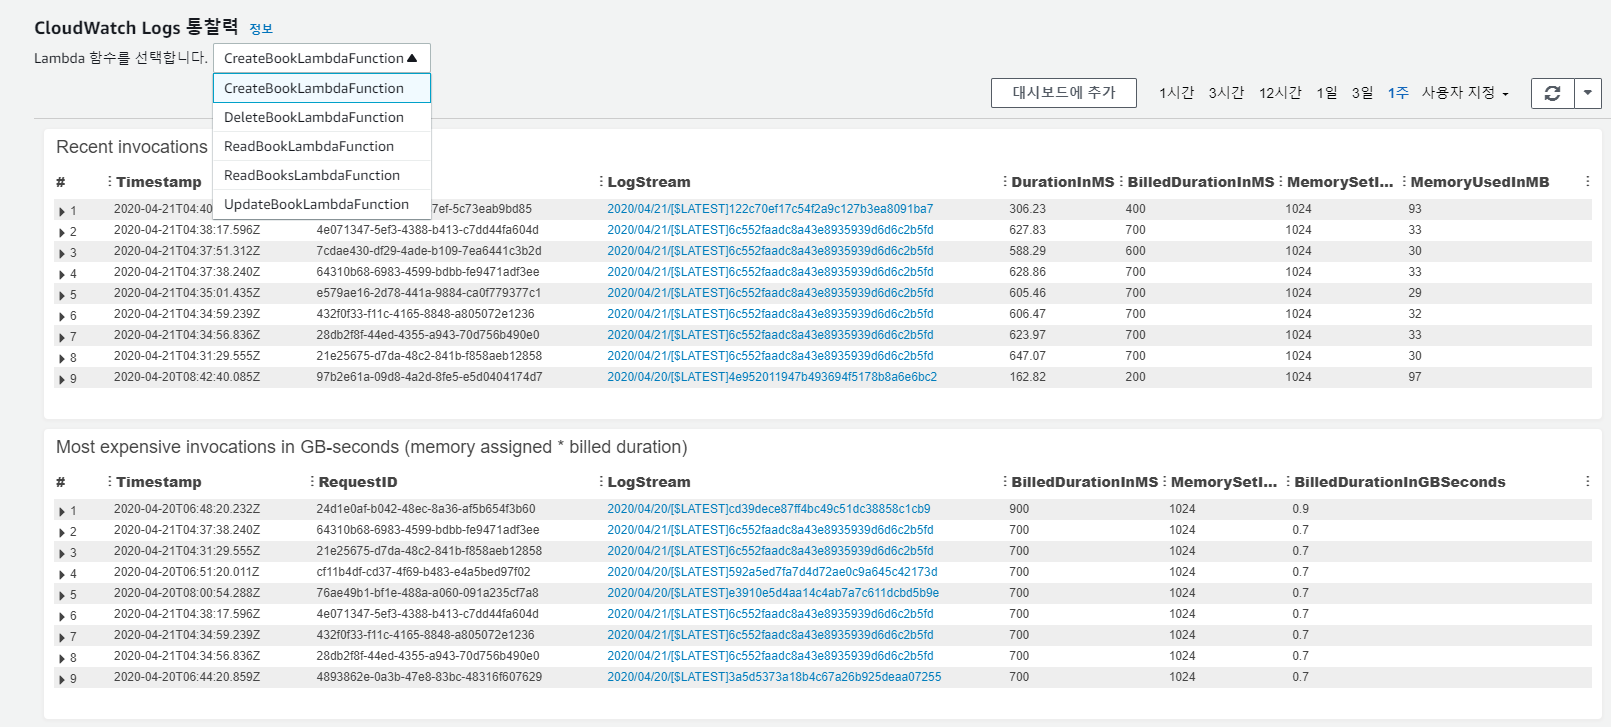 CloudWatch Logs 통찰력 정보
Lambda 함수를 선택합니다. CreateBookLambdaFunction
CreateBookLambdaFunction
DeleteBookLambdaFunction
ReadBookLambdaFunction
ReadBooksLambdaFunction
UpdateBookLambdaFunction
대시보드에 추가 1시간 3시간 12시간 1일 3일 1주 사용자 지정
Recent invocations
# Timestamp LogStream DurationInMS BilledDurationInMS MemorySetI... MemoryUsedInMB
1 2020-04-21T04:40 7ef-5c73eab9bd85 2020/04/21/[$LATEST]122c70ef17c54f2a9c127b3ea8091ba7 306.23 400 1024 93
2 2020-04-21T04:38:17.596Z 4e071347-5ef3-4388-b413-c7dd44fa604d 2020/04/21/[$LATEST]6c552faadc8a43e8935939d6d6c2b5fd 627.83 700 1024 33
3 2020-04-21T04:37:51.312Z 7cdae430-df29-4ade-b109-7ea6441c3b2d 2020/04/21/[$LATEST]6c552faadc8a43e8935939d6d6c2b5fd 588.29 600 1024 30
4 2020-04-21T04:37:38.240Z 64310b68-6983-4599-bdbb-fe9471adf3ee 2020/04/21/[$LATEST]6c552faadc8a43e8935939d6d6c2b5fd 628.86 700 1024 33
5 2020-04-21T04:35:01.435Z e579ae16-2d78-441a-9884-ca0f779377c1 2020/04/21/[$LATEST]6c552faadc8a43e8935939d6d6c2b5fd 605.46 700 1024 29
6 2020-04-21T04:34:59.239Z 432f0f33-f11c-4165-8848-a805072e1236 2020/04/21/[$LATEST]6c552faadc8a43e8935939d6d6c2b5fd 606.47 700 1024 32
7 2020-04-21T04:34:56.836Z 28db2f8f-44ed-4355-a943-70d756b490e0 2020/04/21/[$LATEST]6c552faadc8a43e8935939d6d6c2b5fd 623.97 700 1024 33
8 2020-04-21T04:31:29.555Z 21e25675-d7da-48c2-841b-f858aeb12858 2020/04/21/[$LATEST]6c552faadc8a43e8935939d6d6c2b5fd 647.07 700 1024 30
9 2020-04-20T08:42:40.085Z 97b2e61a-09d8-4a2d-8fe5-e5d0404174d7 2020/04/20/[$LATEST]4e952011947b493694f5178b8a6e6bc2 162.82 200 1024 97
Most expensive invocations in GB-seconds (memory assigned * billed duration)
# Timestamp RequestID LogStream BilledDurationInMS MemorySetI... BilledDurationInGBSeconds
1 2020-04-20T06:48:20.232Z 24d1e0af-b042-48ec-8a36-af5b654f3b60 2020/04/20/[$LATEST]cd39dece87ff4bc49c51dc38858c1cb9 900 1024 0.9
2 2020-04-21T04:37:38.240Z 64310b68-6983-4599-bdbb-fe9471adf3ee 2020/04/21/[$LATEST]6c552faadc8a43e8935939d6d6c2b5fd 700 1024 0.7
3 2020-04-21T04:31:29.555Z 21e25675-d7da-48c2-841b-f858aeb12858 2020/04/21/[$LATEST]6c552faadc8a43e8935939d6d6c2b5fd 700 1024 0.7
4 2020-04-20T06:51:20.011Z cf11b4df-cd37-4f69-b483-e4a5bed97f02 2020/04/20/[$LATEST]592a5ed7fa7d4d72ae0c9a645c42173d 700 1024 0.7
5 2020-04-20T08:00:54.288Z 76ae49b1-bf1e-488a-a060-091a235cf7a8 2020/04/20/[$LATEST]e3910e5d4aa14c4ab7a7c611dcbd5b9e 700 1024 0.7
6 2020-04-21T04:38:17.596Z 4e071347-5ef3-4388-b413-c7dd44fa604d 2020/04/21/[$LATEST]6c552faadc8a43e8935939d6d6c2b5fd 700 1024 0.7
7 2020-04-21T04:34:59.239Z 432f0f33-f11c-4165-8848-a805072e1236 2020/04/21/[$LATEST]6c552faadc8a43e8935939d6d6c2b5fd 700 1024 0.7
8 2020-04-21T04:34:56.836Z 28db2f8f-44ed-4355-a943-70d756b490e0 2020/04/21/[$LATEST]6c552faadc8a43e8935939d6d6c2b5fd 700 1024 0.7
9 2020-04-20T06:44:20.859Z 4893862e-0a3b-47e8-83bc-48316f607629 2020/04/20/[$LATEST]3a5d5373a18b4c67a26b925deaa07255 700 1024 0.7